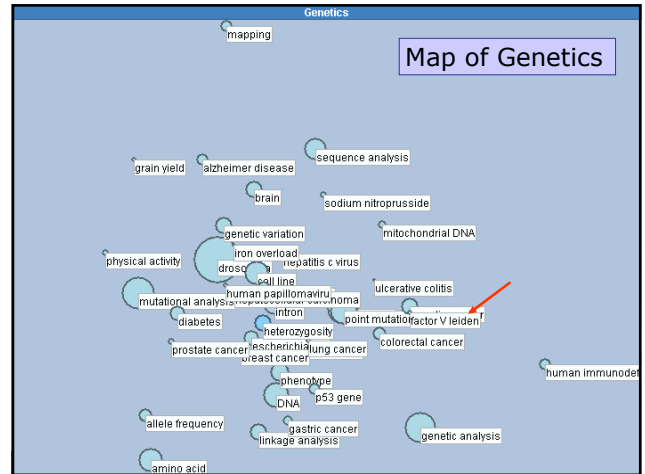 Genetics
mapping
Map of Genetics
sequence analysis
grain yield
alzheimer disease
brain
sodium nitroprusside
genetic variation
mitochondrial DNA
iron overload
physical activity
hepatitis c virus
cell line
ulcerative colitis
human papillomaviru
mutational analysis
intron
point mutation
factor V leiden
diabetes
heterozygosity
colorectal cancer
escherichia
lung cancer
prostate cancer
breast cancer
human immunodef
phenotype
p53 gene
DNA
allele frequency
gastric cancer
genetic analysis
linkage analysis
amino acid